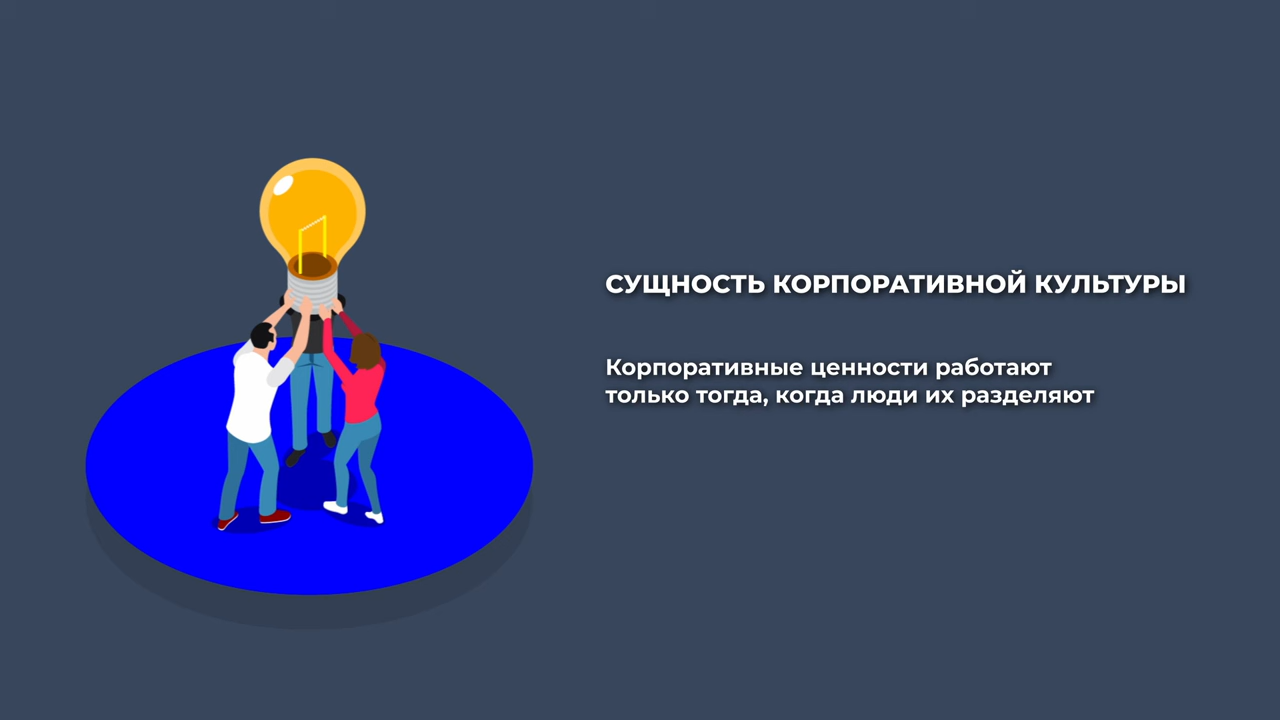 СУЩНОСТЬ КОРПОРАТИВНОЙ КУЛЬТУРЫ
Корпоративные ценности работают
только тогда, когда люди их разделяют